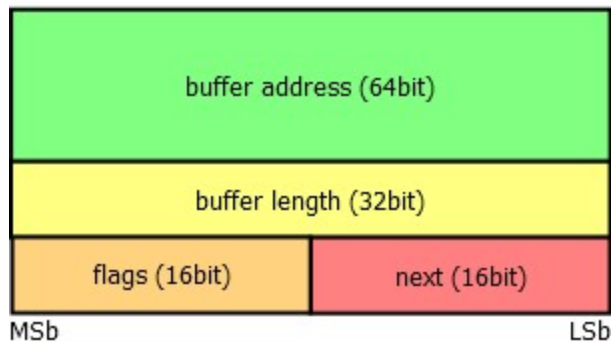 buffer address (64bit)
buffer length (32bit)
flags (16bit) next (16bit)
MSb LSb